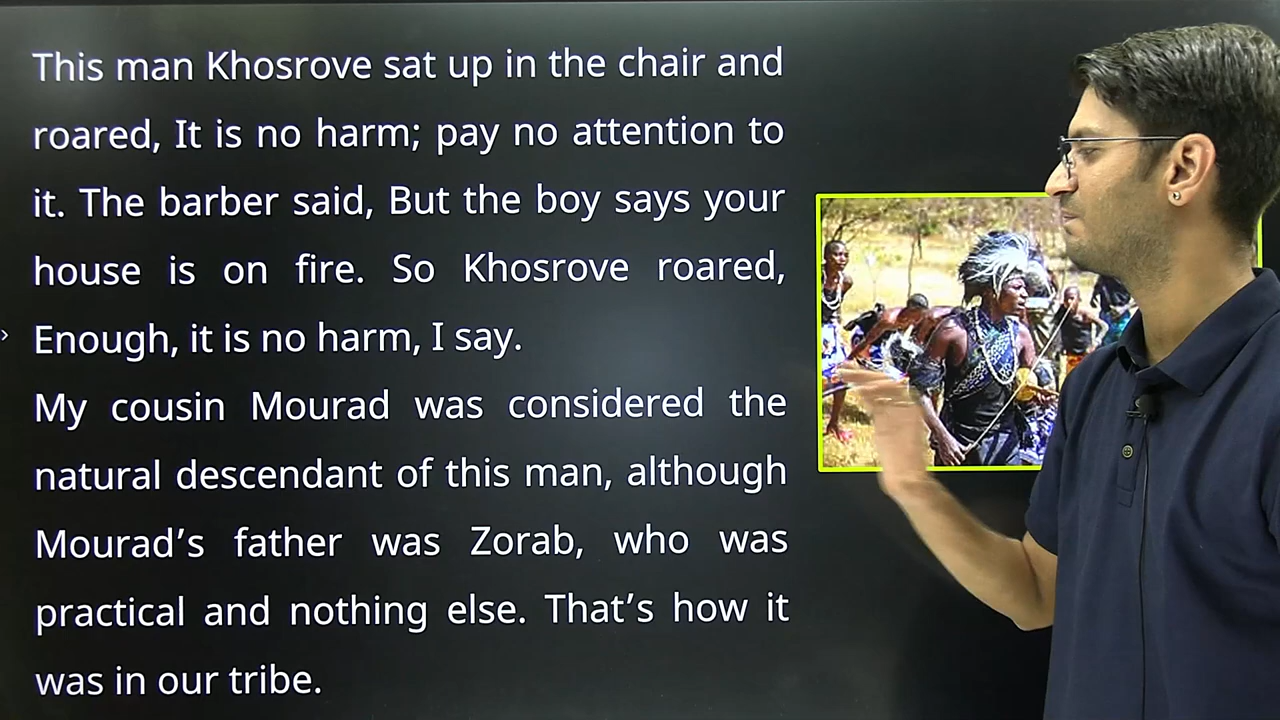 This man Khosrove sat up in the chair and
roared, It is no harm; pay no attention to
it. The barber said, But the boy says your
house is on fire. So Khosrove roared,
Enough, it is no harm, I say.
My cousin Mourad was considered the
natural descendant of this man, although
Mourad’s father was Zorab, who was
practical and nothing else. That’s how it
was in our tribe.